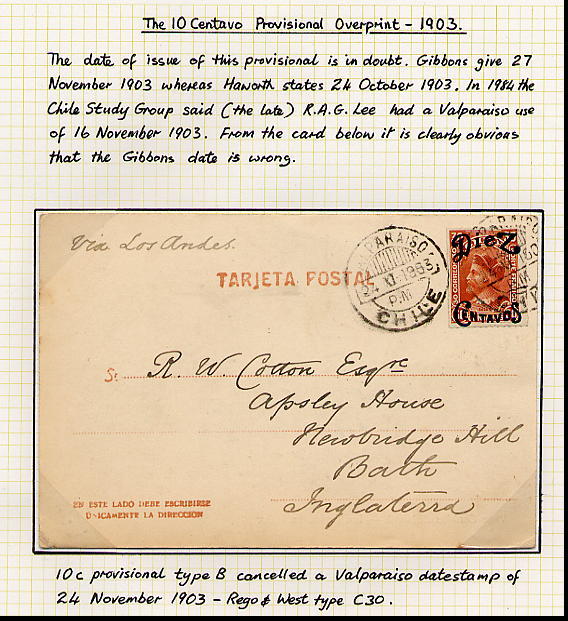 The 10 Centavo Provisional Overprint - 1903.
The date of issue of this provisional is in doubt. Gibbons give 27
November 1903 whereas Haworth states 24 October 1903. In 1984 the
Chile Study Group said (the late) R.A.G. Lee had a Valparaiso use
of 16 November 1903. From the card below it is clearly obvious
that the Gibbons date is wrong.
Via Los Andes.
VALPARAISO
24 XI 1903
P.M
CHILE
DIEZ
CENTAVOS
TARJETA POSTAL
S:
R. W. Cotton Esqre
Apsley House
Newbridge Hill
Bath
Inglaterra
EN ESTE LADO DEBE ESCRIBIRSE
ÚNICAMENTE LA DIRECCION
10c provisional type B cancelled a Valparaiso datestamp of
24 November 1903 - Rego & West type C30.